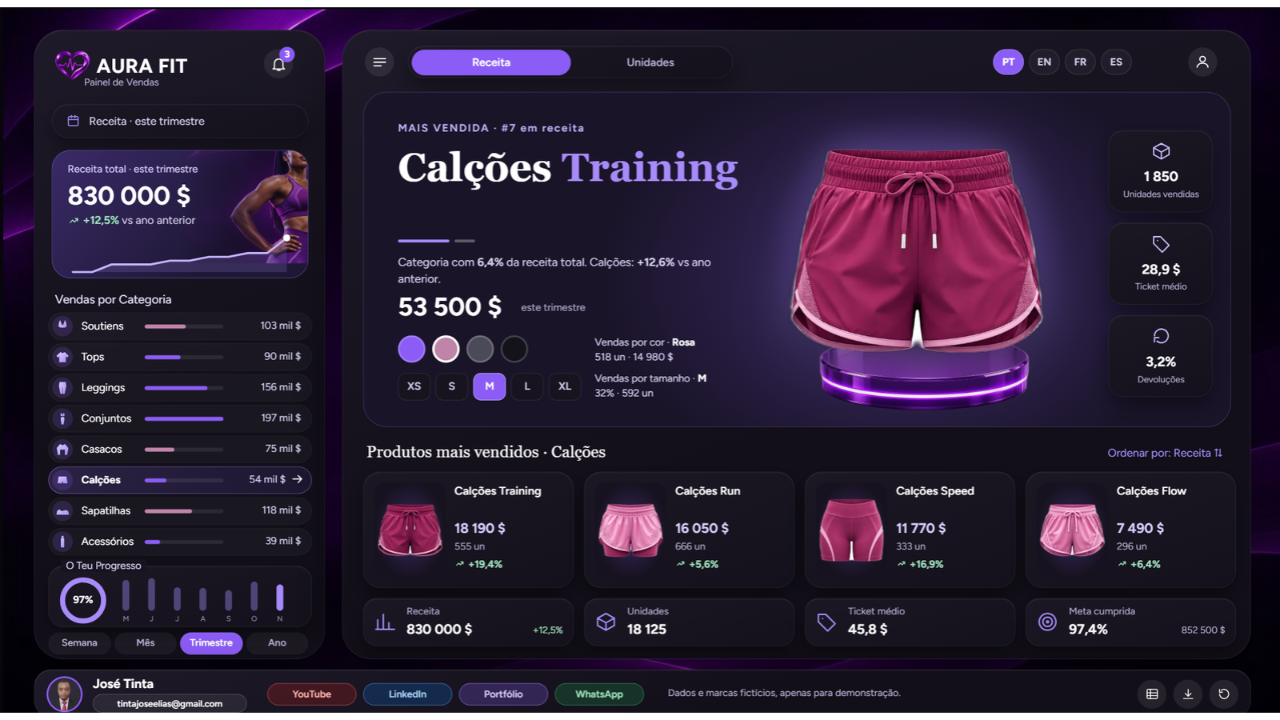 AURA FIT
Painel de Vendas
3
Receita · este trimestre
Receita total · este trimestre
830 000 $
+12,5% vs ano anterior
Vendas por Categoria
Soutiens 103 mil $
Tops 90 mil $
Leggings 156 mil $
Conjuntos 197 mil $
Casacos 75 mil $
Calções 54 mil $ →
Sapatilhas 118 mil $
Acessórios 39 mil $
O Teu Progresso
97%
M J J A S O N
Semana Mês Trimestre Ano
Receita Unidades
PT EN FR ES
MAIS VENDIDA · #7 em receita
Calções Training
Categoria com 6,4% da receita total. Calções: +12,6% vs ano
anterior.
53 500 $ este trimestre
Vendas por cor · Rosa
518 un · 14 980 $
XS S M L XL
Vendas por tamanho · M
32% · 592 un
1 850
Unidades vendidas
28,9 $
Ticket médio
3,2%
Devoluções
Produtos mais vendidos · Calções
Ordenar por: Receita ⇅
Calções Training
18 190 $
555 un
+19,4%
Calções Run
16 050 $
666 un
+5,6%
Calções Speed
11 770 $
333 un
+16,9%
Calções Flow
7 490 $
296 un
+6,4%
Receita
830 000 $ +12,5%
Unidades
18 125
Ticket médio
45,8 $
Meta cumprida
97,4% 852 500 $
José Tinta
tintajoseelias@gmail.com
YouTube LinkedIn Portfólio WhatsApp
Dados e marcas fictícios, apenas para demonstração.